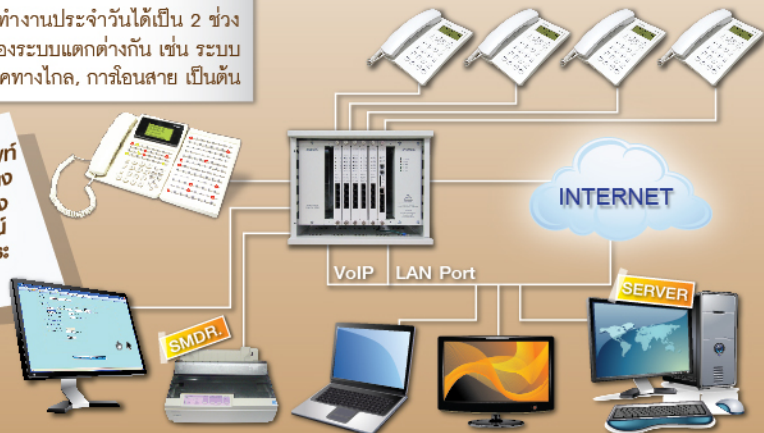 ทำงานประจำวันได้เป็น 2 ช่วง
องระบบแตกต่างกัน เช่น ระบบ
คทางไกล, การโอนสาย เป็นต้น
INTERNET
VoIP LAN Port
SERVER
SMDR.